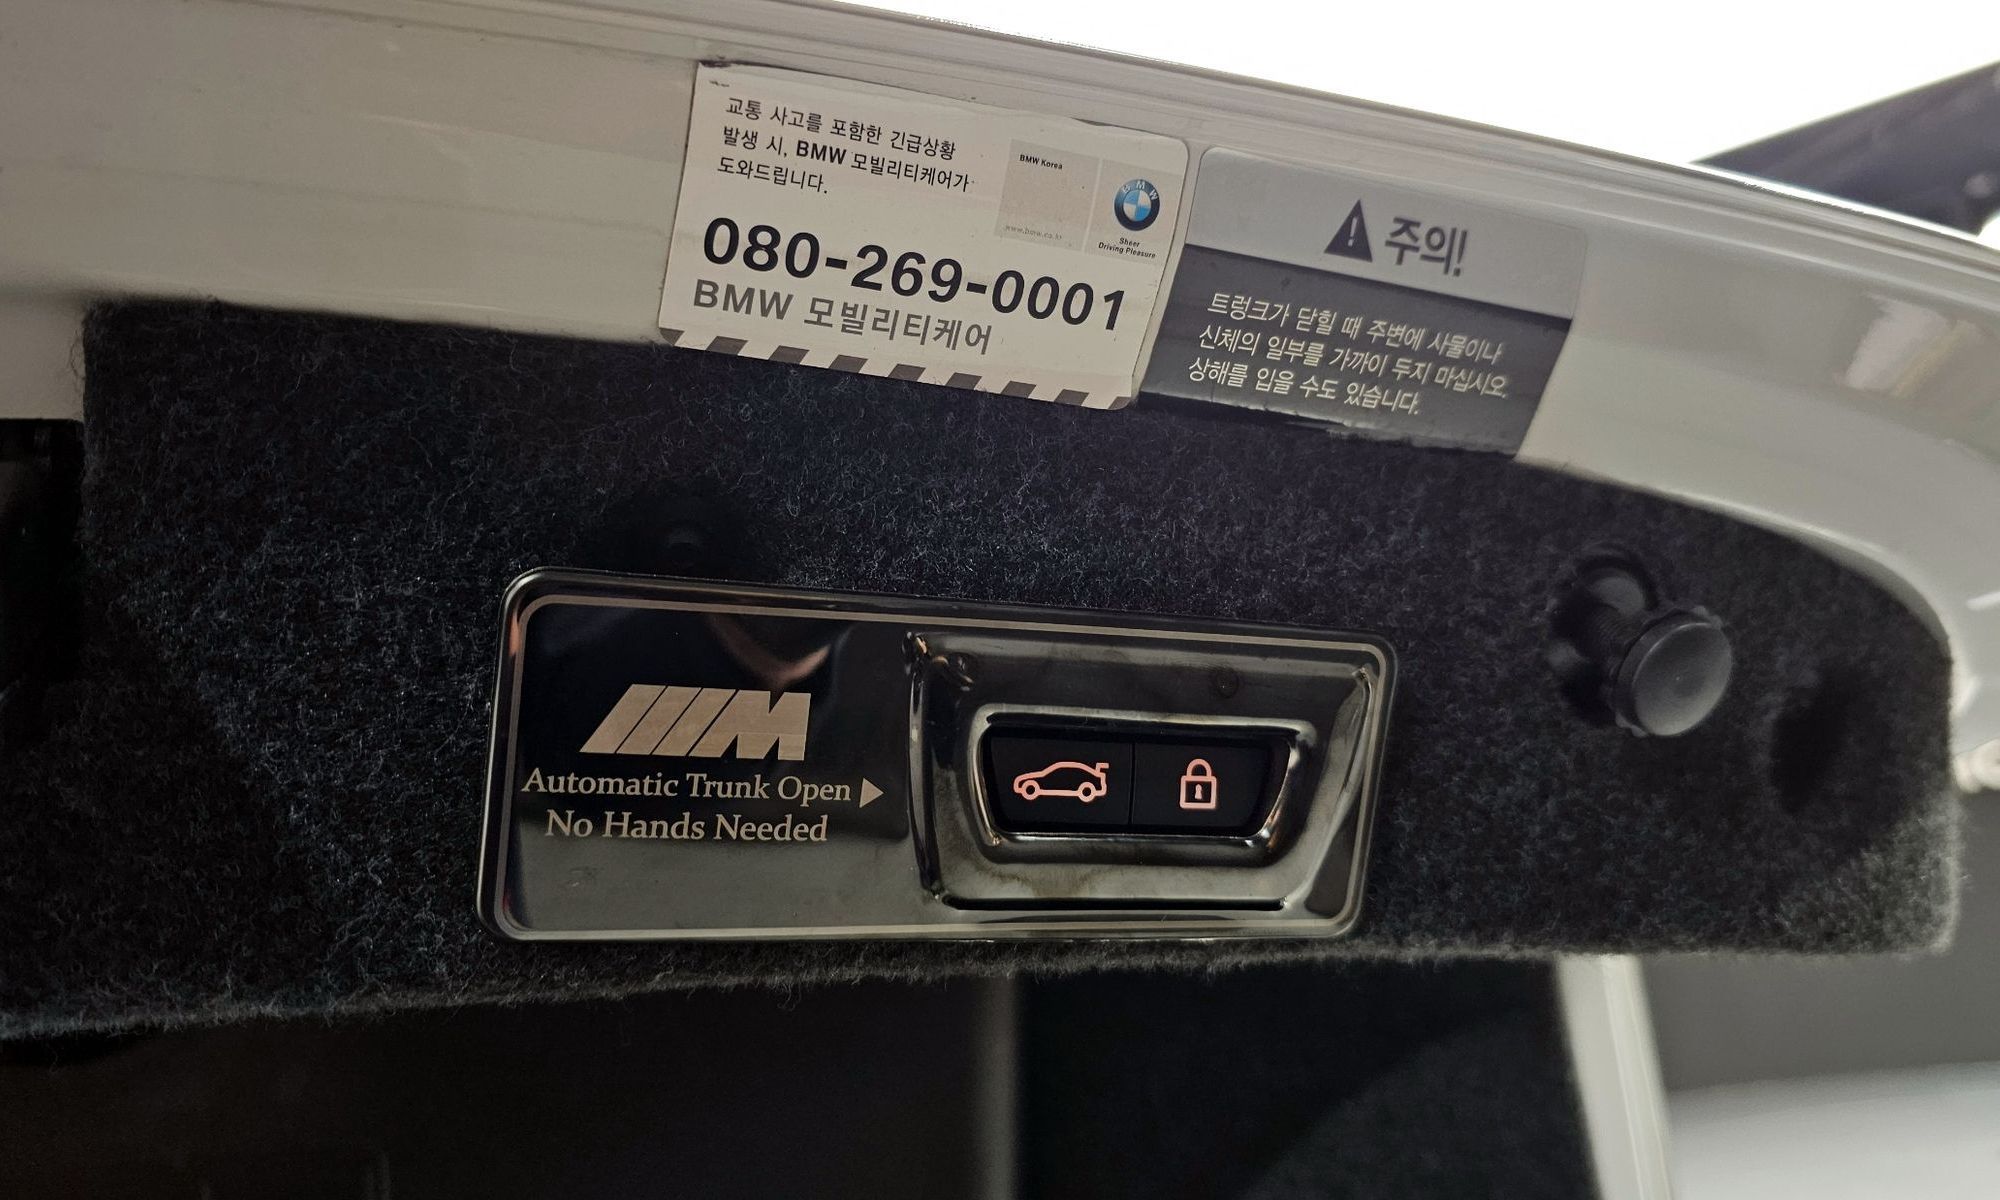 교통 사고를 포함한 긴급상황
발생 시, BMW 모빌리티케어가
도와드립니다.
BMW Korea
www.bmw.co.kr
BMW
Sheer
Driving Pleasure
080-269-0001
BMW 모빌리티케어
주의!
트렁크가 닫힐 때 주변에 사물이나
신체의 일부를 가까이 두지 마십시오.
상해를 입을 수도 있습니다.
M
Automatic Trunk Open ▶
No Hands Needed